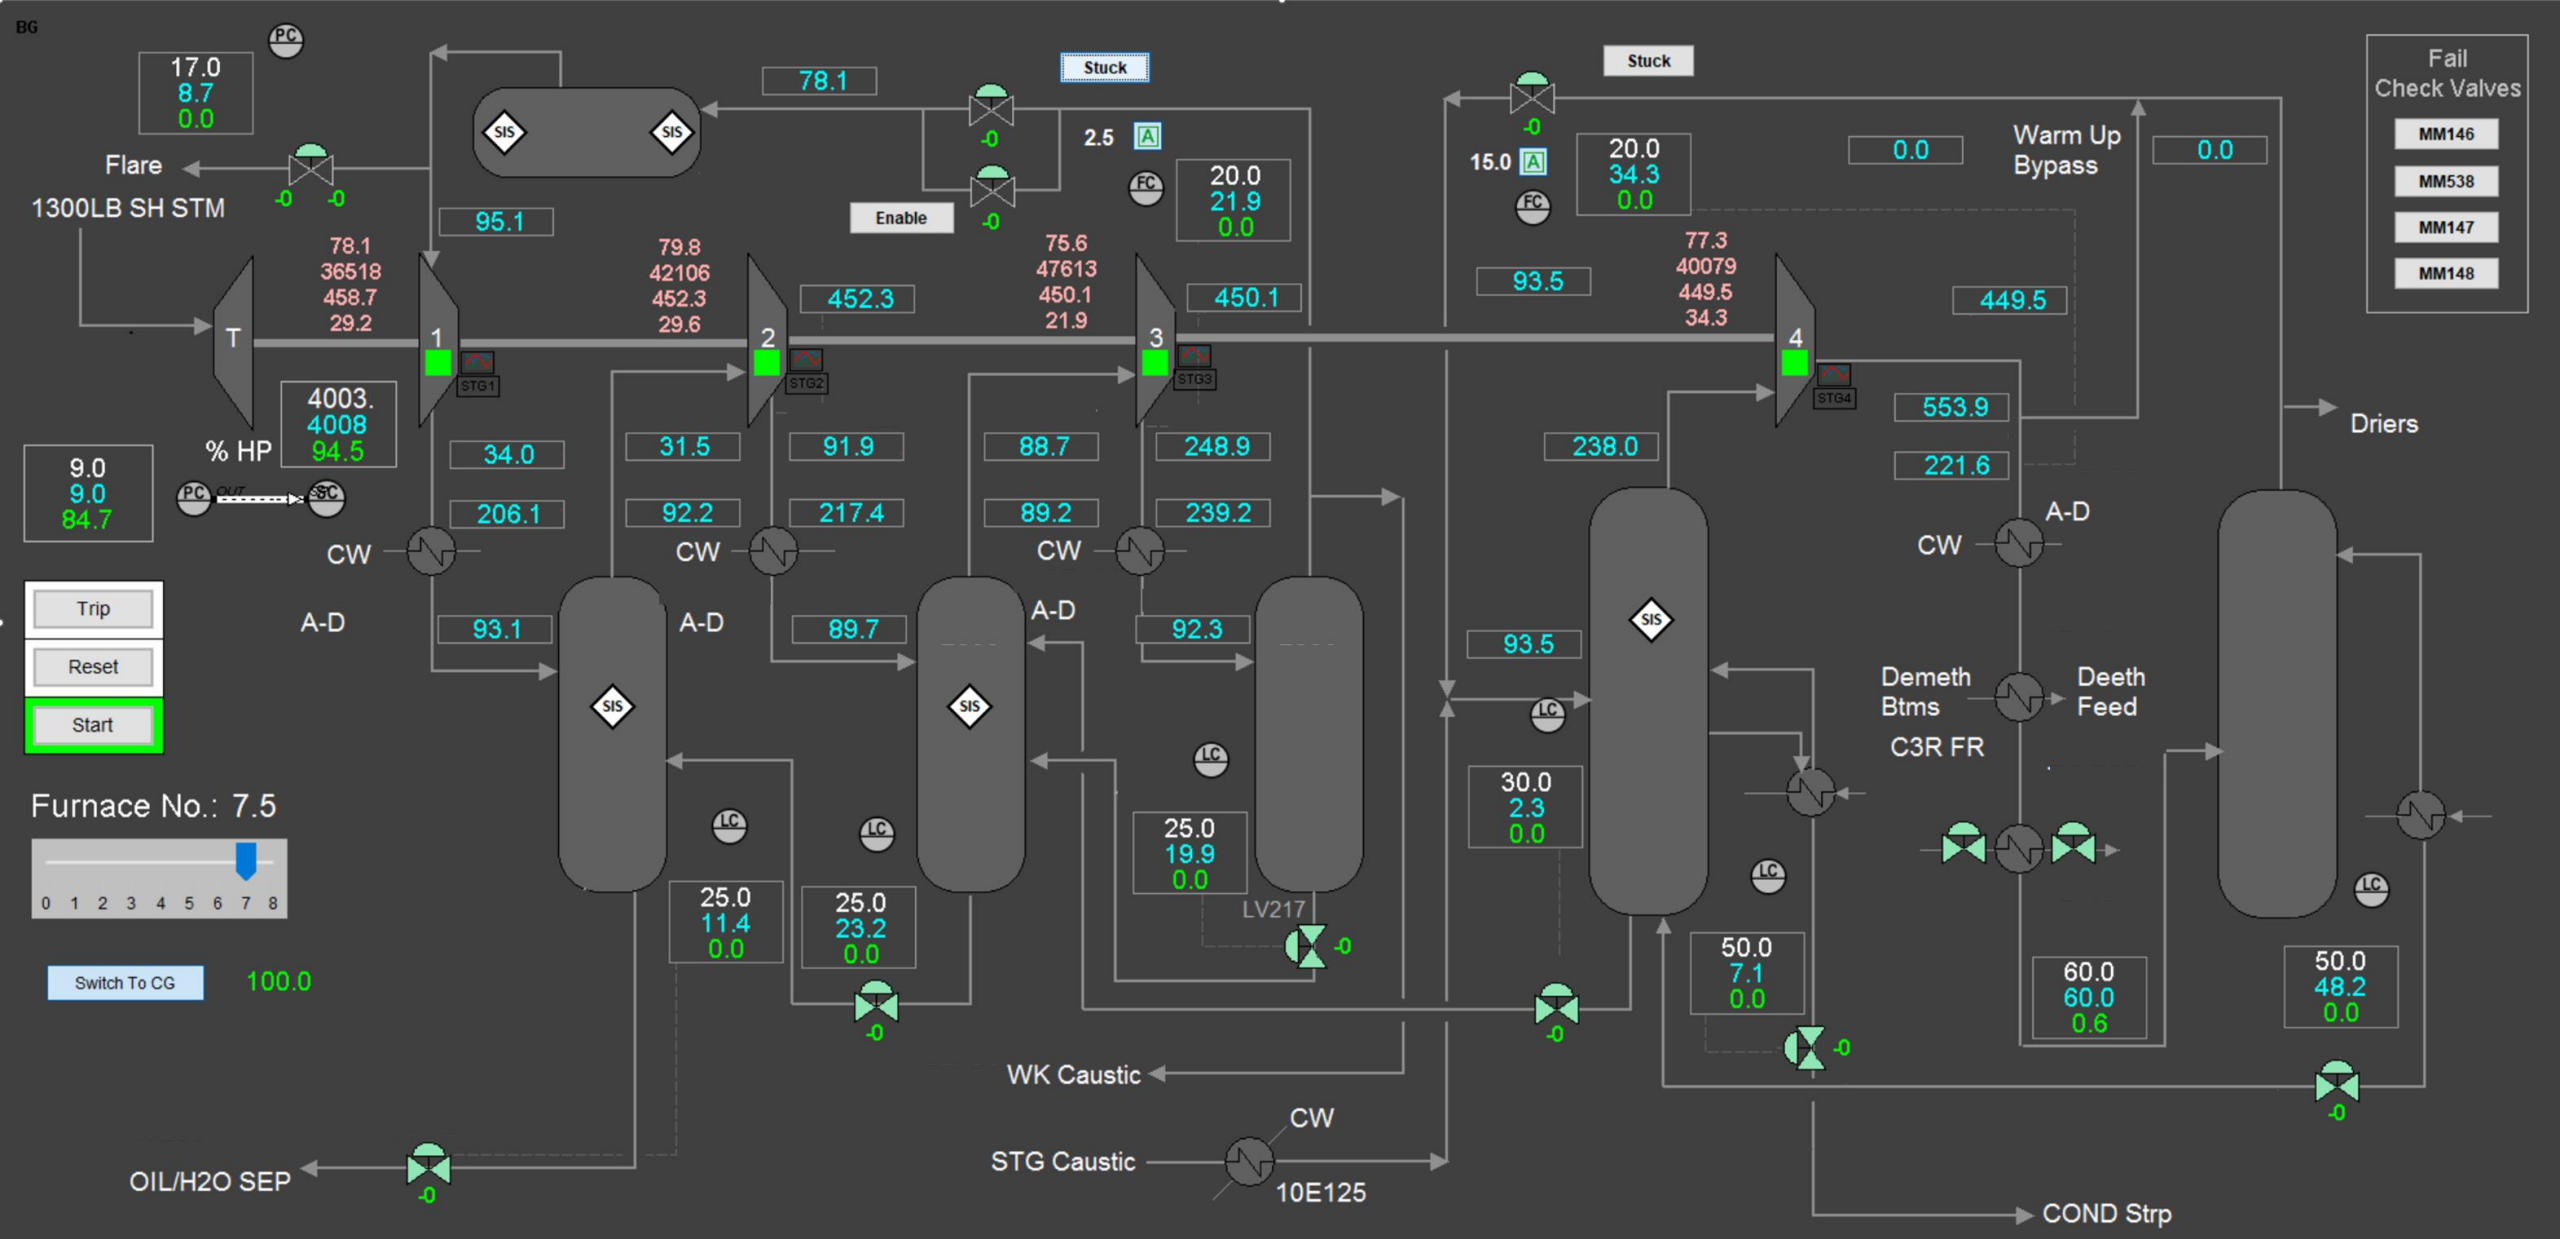 BG
PC
17.0
8.7
0.0
Flare
-0 -0
1300LB SH STM
SIS SIS
78.1
Stuck
-0
-0
Enable
2.5 A
FC
20.0
21.9
0.0
Stuck
-0
15.0 A
FC
20.0
34.3
0.0
0.0
Warm Up
Bypass
0.0
Fail
Check Valves
MM146
MM538
MM147
MM148
95.1
78.1
36518
458.7
29.2
79.8
42106
452.3
29.6
452.3
75.6
47613
450.1
21.9
450.1
93.5
77.3
40079
449.5
34.3
449.5
T
1
STG1
2
STG2
3
STG3
4
STG4
4003.
4008
94.5
% HP
9.0
9.0
84.7
PC OUT SC
34.0
206.1
31.5
92.2
91.9
217.4
88.7
89.2
248.9
239.2
238.0
553.9
221.6
Driers
CW
CW
CW
CW
A-D
Trip
Reset
Start
A-D
93.1
A-D
89.7
A-D
92.3
93.5
SIS
SIS
SIS
LC
LC
LC
LC
LC
LC
Demeth
Btms
Deeth
Feed
C3R FR
Furnace No.: 7.5
0 1 2 3 4 5 6 7 8
Switch To CG
100.0
25.0
11.4
0.0
25.0
23.2
0.0
-0
25.0
19.9
0.0
LV217
-0
30.0
2.3
0.0
-0
50.0
7.1
0.0
-0
60.0
60.0
0.6
50.0
48.2
0.0
-0
WK Caustic
CW
STG Caustic
10E125
OIL/H2O SEP
-0
COND Strp